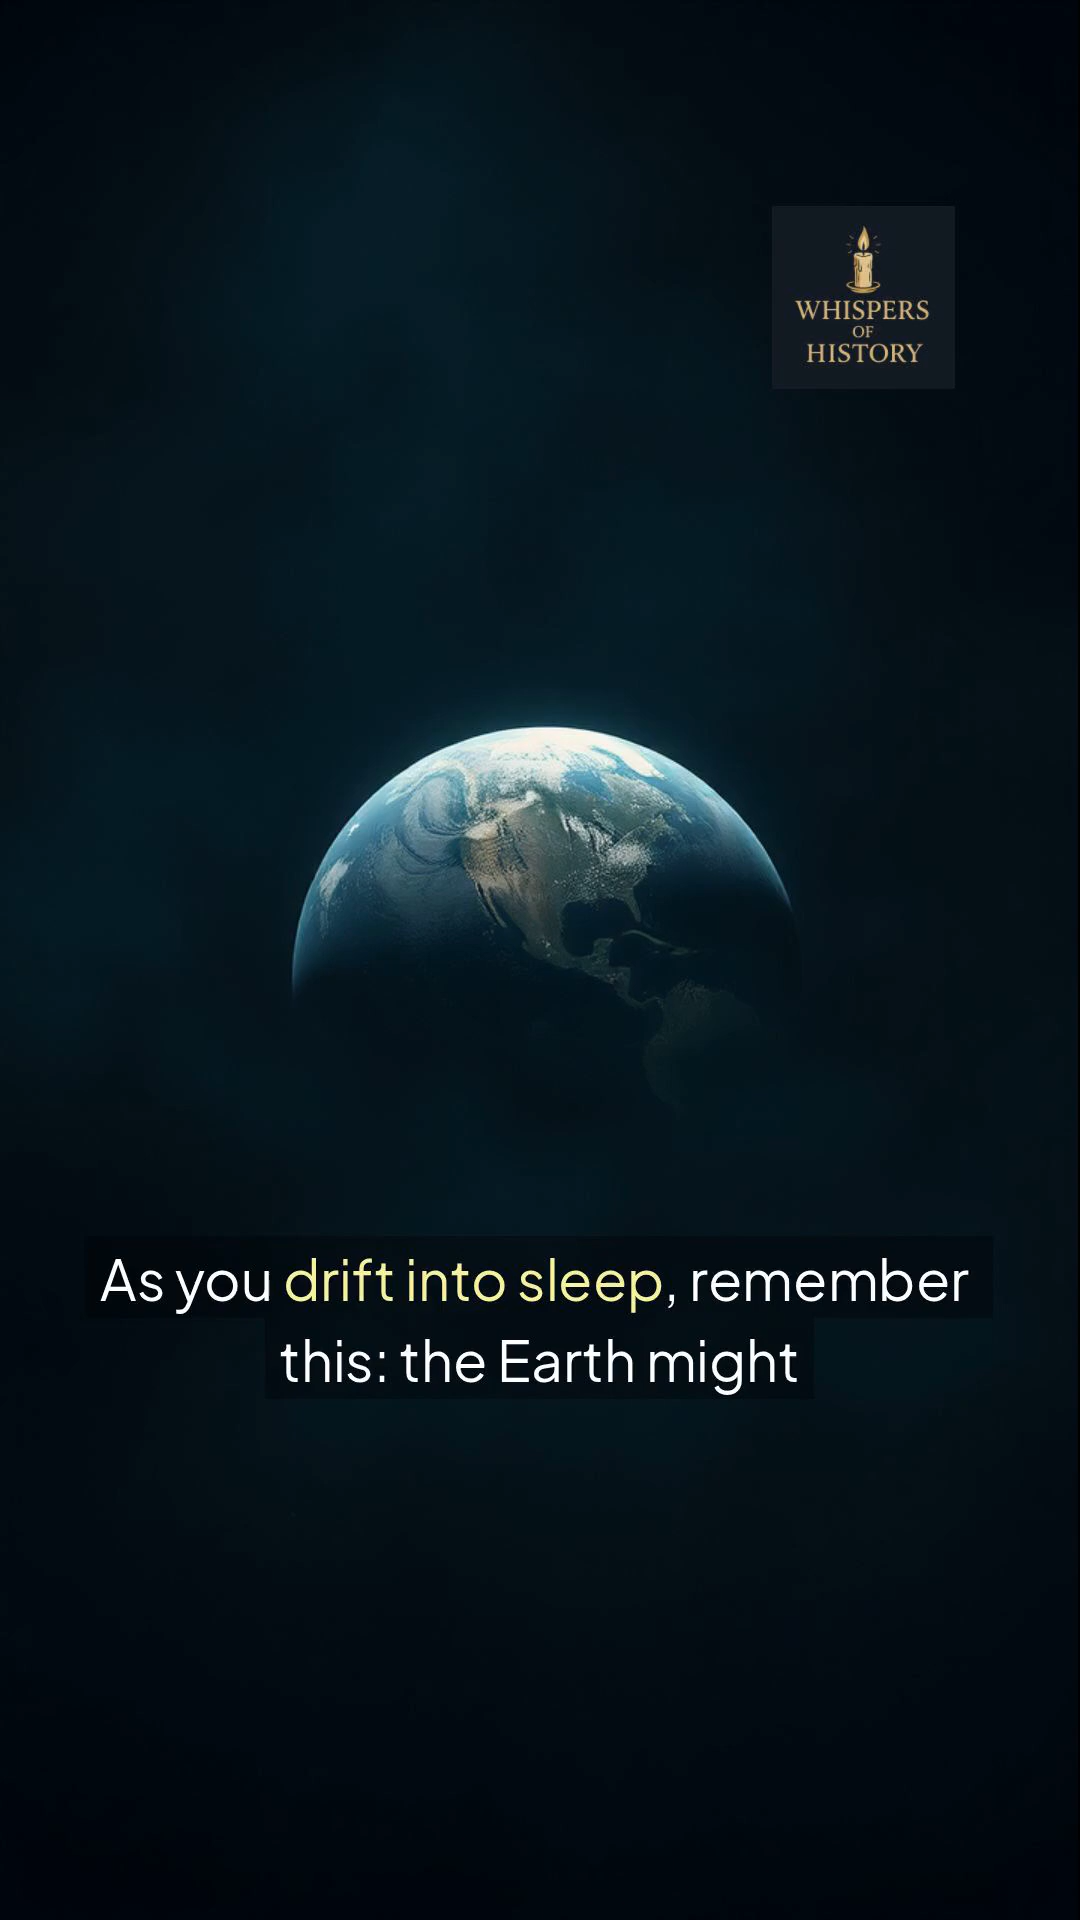 WHISPERS
OF
HISTORY
As you drift into sleep, remember
this: the Earth might